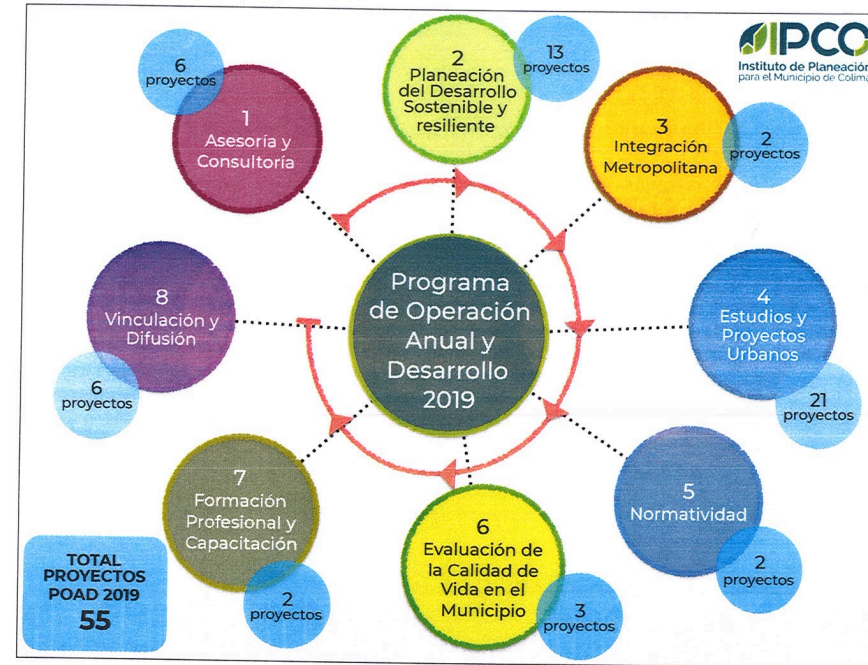 IPCO
Instituto de Planeación
para el Municipio de Colima
6
proyectos
1
Asesoría y
Consultoría
2
Planeación
del Desarrollo
Sostenible y
resiliente
13
proyectos
3
Integración
Metropolitana
2
proyectos
8
Vinculación y
Difusión
6
proyectos
Programa
de Operación
Anual y
Desarrollo
2019
4
Estudios y
Proyectos
Urbanos
21
proyectos
7
Formación
Profesional y
Capacitación
2
proyectos
6
Evaluación de
la Calidad de
Vida en el
Municipio
3
proyectos
5
Normatividad
2
proyectos
TOTAL
PROYECTOS
POAD 2019
55